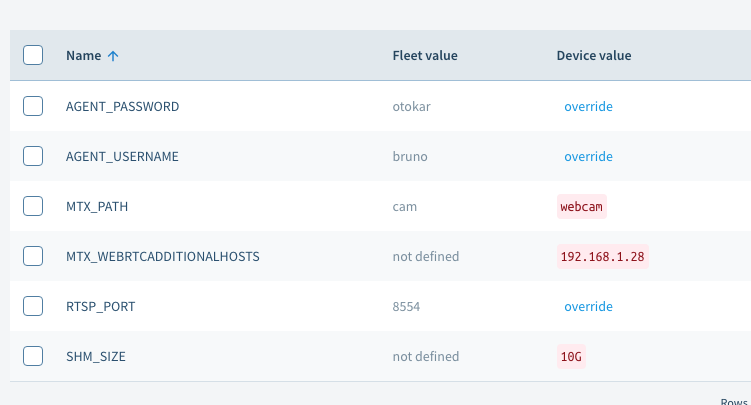 Name ↑ Fleet value Device value
AGENT_PASSWORD otokar override
AGENT_USERNAME bruno override
MTX_PATH cam webcam
MTX_WEBRTCADDITIONALHOSTS not defined 192.168.1.28
RTSP_PORT 8554 override
SHM_SIZE not defined 10G
Rows